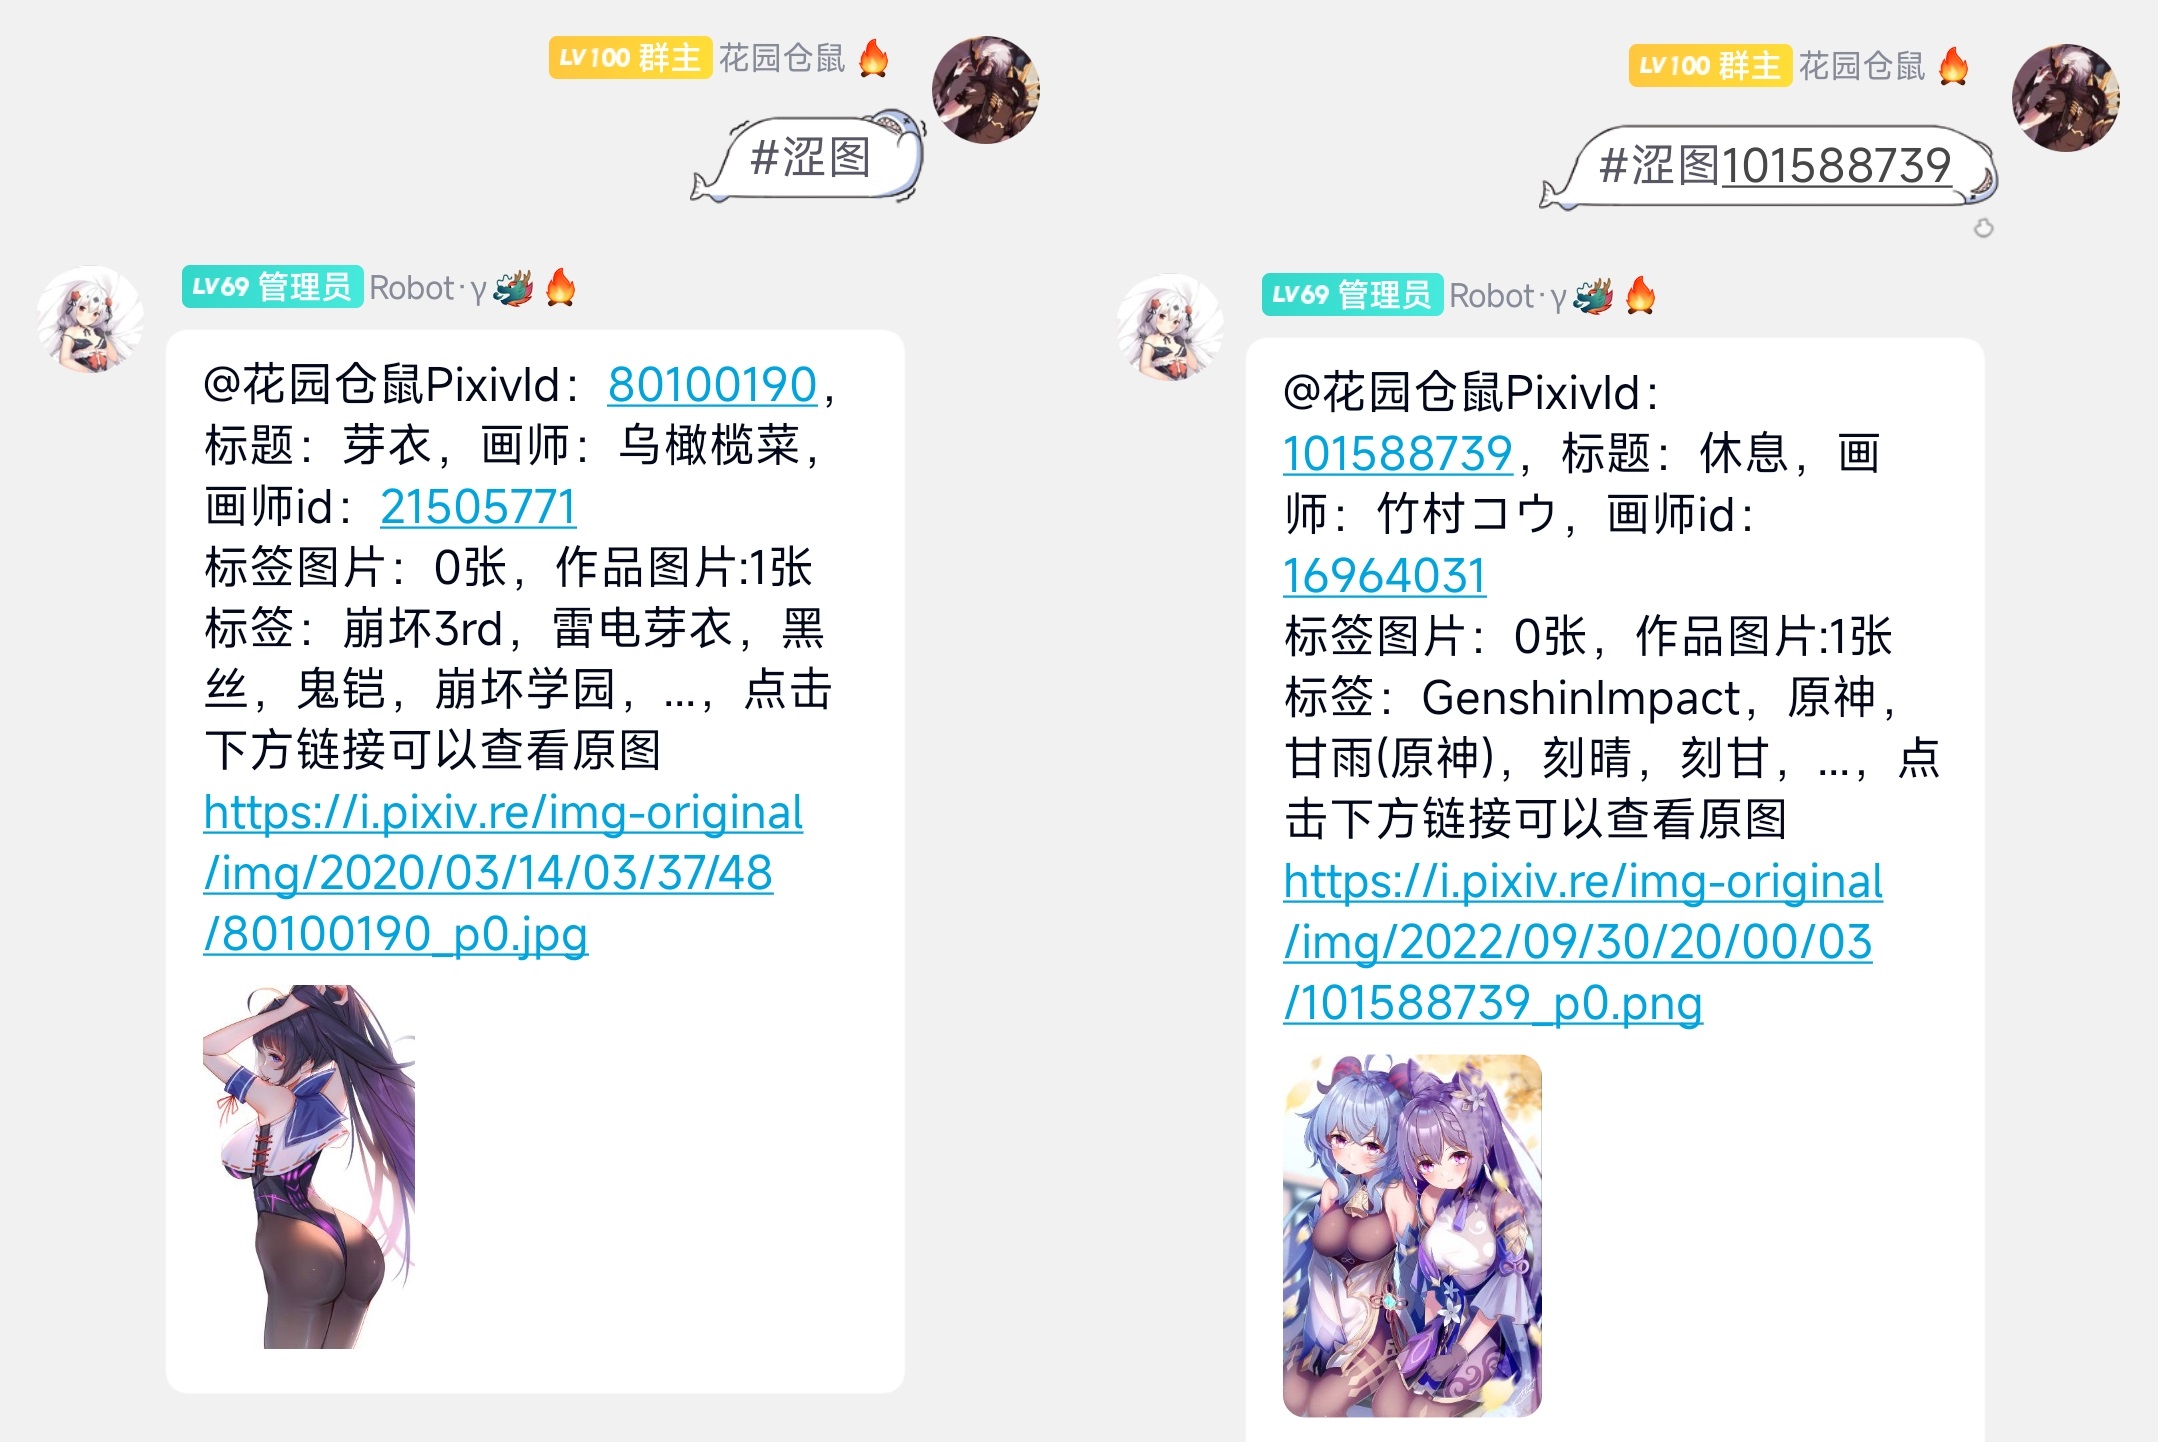 LV100 群主 花园仓鼠
#涩图
LV69 管理员 Robot·γ
@花园仓鼠PixivId：80100190，
标题：芽衣，画师：乌橄榄菜，
画师id：21505771
标签图片：0张，作品图片:1张
标签：崩坏3rd，雷电芽衣，黑
丝，鬼铠，崩坏学园，...，点击
下方链接可以查看原图
https://i.pixiv.re/img-original
/img/2020/03/14/03/37/48
/80100190_p0.jpg
LV100 群主 花园仓鼠
#涩图101588739
LV69 管理员 Robot·γ
@花园仓鼠PixivId：
101588739，标题：休息，画
师：竹村コウ，画师id：
16964031
标签图片：0张，作品图片:1张
标签：GenshinImpact，原神，
甘雨(原神)，刻晴，刻甘，...，点
击下方链接可以查看原图
https://i.pixiv.re/img-original
/img/2022/09/30/20/00/03
/101588739_p0.png